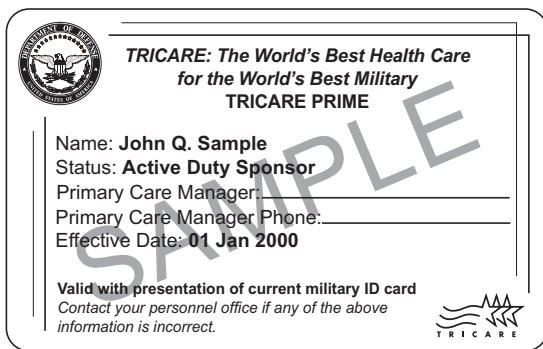 DEPARTMENT OF DEFENSE
UNITED STATES OF AMERICA
TRICARE: The World's Best Health Care
for the World's Best Military
TRICARE PRIME
Name: John Q. Sample
Status: Active Duty Sponsor
Primary Care Manager:
Primary Care Manager Phone:
Effective Date: 01 Jan 2000
SAMPLE
Valid with presentation of current military ID card
Contact your personnel office if any of the above
information is incorrect.
TRICARE